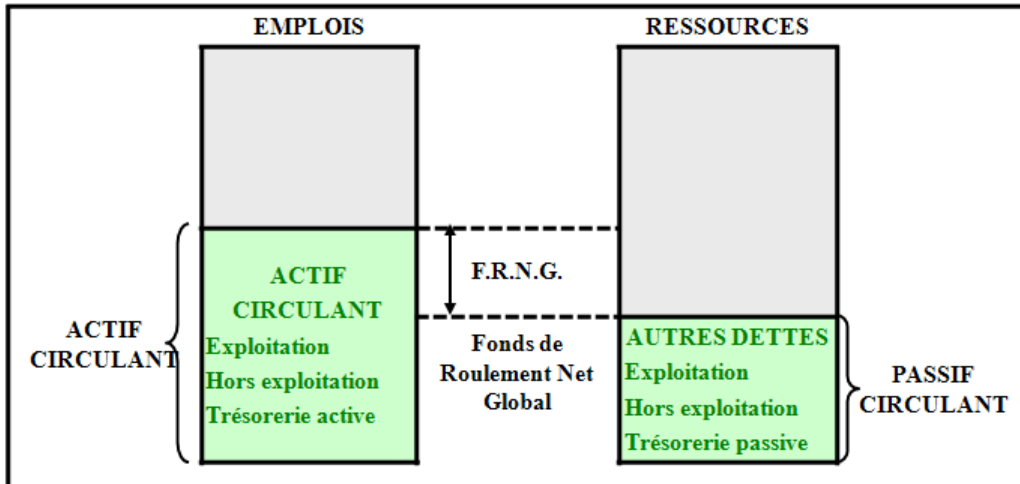 EMPLOIS
RESSOURCES
ACTIF
CIRCULANT
ACTIF
CIRCULANT
Exploitation
Hors exploitation
Trésorerie active
F.R.N.G.
Fonds de
Roulement Net
Global
AUTRES DETTES
Exploitation
Hors exploitation
Trésorerie passive
PASSIF
CIRCULANT